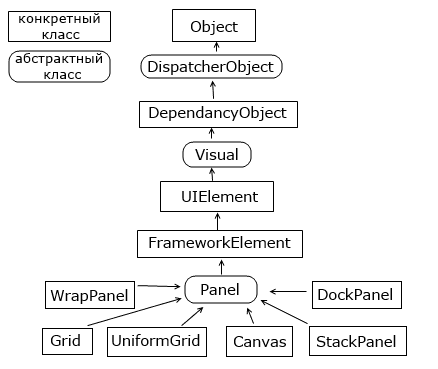 конкретный
класс
абстрактный
класс
Object
DispatcherObject
DependancyObject
Visual
UIElement
FrameworkElement
Panel
WrapPanel
DockPanel
Grid
UniformGrid
Canvas
StackPanel